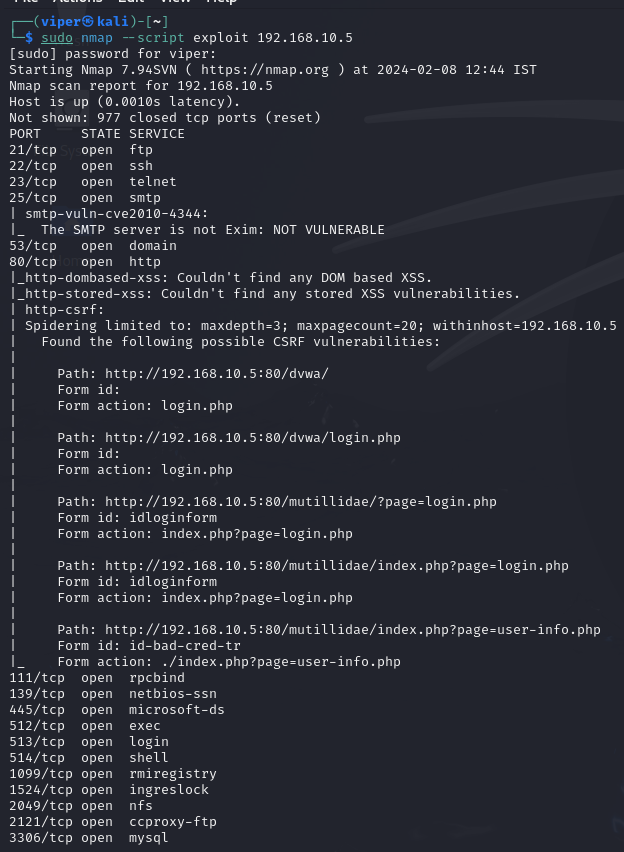 File Actions Edit View Help
┌──(viper㉿kali)-[~]
└─$ sudo nmap --script exploit 192.168.10.5
[sudo] password for viper:
Starting Nmap 7.94SVN ( https://nmap.org ) at 2024-02-08 12:44 IST
Nmap scan report for 192.168.10.5
Host is up (0.0010s latency).
Not shown: 977 closed tcp ports (reset)
PORT     STATE SERVICE
21/tcp   open  ftp
22/tcp   open  ssh
23/tcp   open  telnet
25/tcp   open  smtp
| smtp-vuln-cve2010-4344:
|_  The SMTP server is not Exim: NOT VULNERABLE
53/tcp   open  domain
80/tcp   open  http
|_http-dombased-xss: Couldn't find any DOM based XSS.
|_http-stored-xss: Couldn't find any stored XSS vulnerabilities.
| http-csrf:
| Spidering limited to: maxdepth=3; maxpagecount=20; withinhost=192.168.10.5
|   Found the following possible CSRF vulnerabilities:
|
|     Path: http://192.168.10.5:80/dvwa/
|     Form id:
|     Form action: login.php
|
|     Path: http://192.168.10.5:80/dvwa/login.php
|     Form id:
|     Form action: login.php
|
|     Path: http://192.168.10.5:80/mutillidae/?page=login.php
|     Form id: idloginform
|     Form action: index.php?page=login.php
|
|     Path: http://192.168.10.5:80/mutillidae/index.php?page=login.php
|     Form id: idloginform
|     Form action: index.php?page=login.php
|
|     Path: http://192.168.10.5:80/mutillidae/index.php?page=user-info.php
|     Form id: id-bad-cred-tr
|_    Form action: ./index.php?page=user-info.php
111/tcp  open  rpcbind
139/tcp  open  netbios-ssn
445/tcp  open  microsoft-ds
512/tcp  open  exec
513/tcp  open  login
514/tcp  open  shell
1099/tcp open  rmiregistry
1524/tcp open  ingreslock
2049/tcp open  nfs
2121/tcp open  ccproxy-ftp
3306/tcp open  mysql